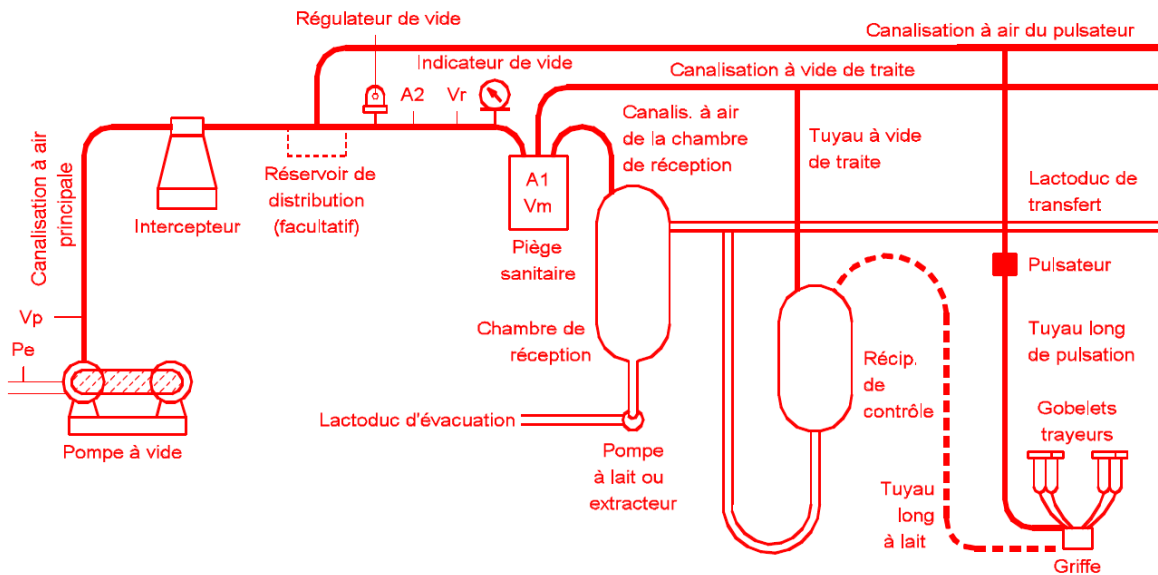 Régulateur de vide
Canalisation à air du pulsateur
Indicateur de vide
Canalisation à vide de traite
A2
Vr
Canalis. à air
de la chambre
de réception
Tuyau à vide
de traite
Canalisation à air
principale
Réservoir de
distribution
(facultatif)
Intercepteur
A1
Vm
Piège
sanitaire
Lactoduc de
transfert
Pulsateur
Vp
Pe
Chambre de
réception
Tuyau long
de pulsation
Récip.
de
contrôle
Lactoduc d'évacuation
Gobelets
trayeurs
Pompe à vide
Pompe
à lait ou
extracteur
Tuyau
long
à lait
Griffe